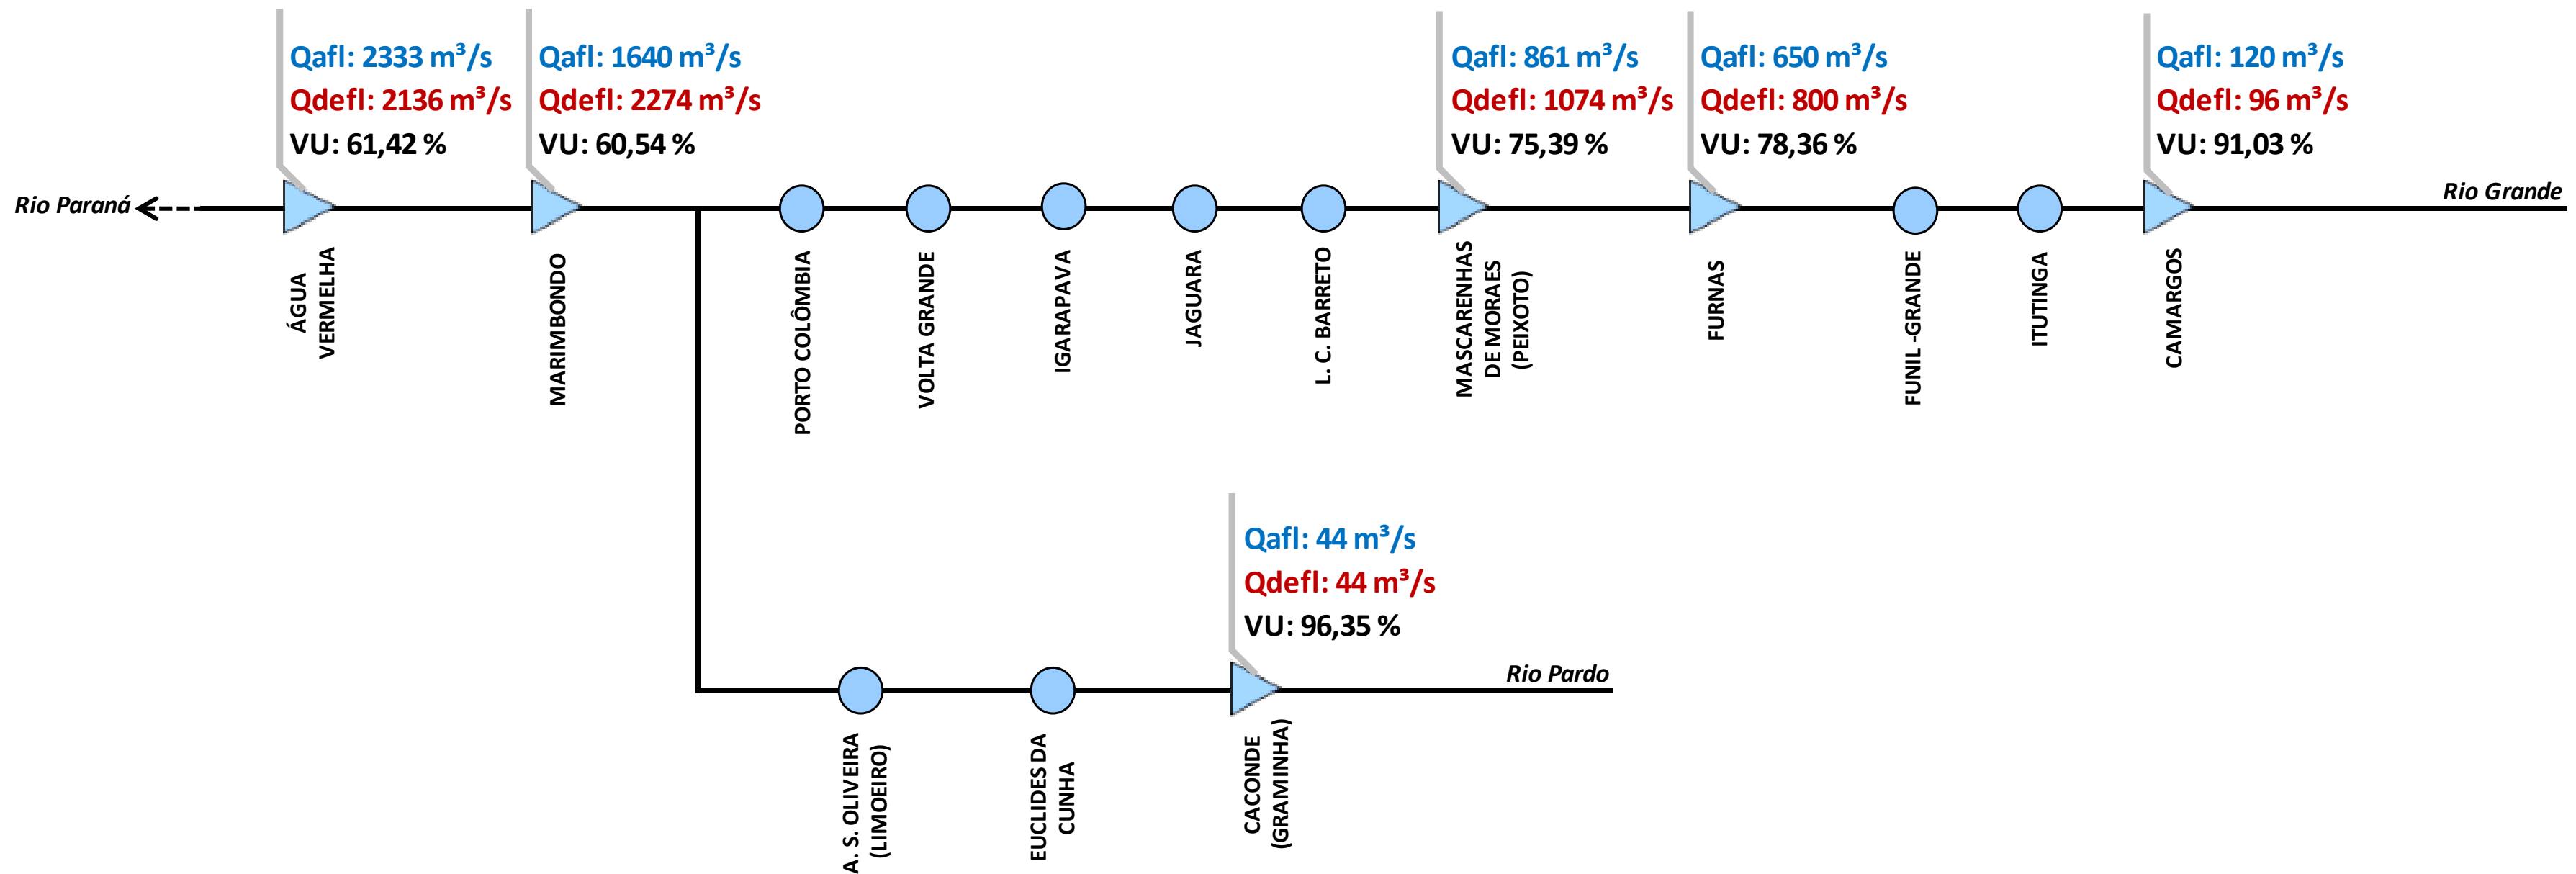 Qafl: 2333 m³/s
Qdefl: 2136 m³/s
VU: 61,42 %
Qafl: 1640 m³/s
Qdefl: 2274 m³/s
VU: 60,54 %
Qafl: 861 m³/s
Qdefl: 1074 m³/s
VU: 75,39 %
Qafl: 650 m³/s
Qdefl: 800 m³/s
VU: 78,36 %
Qafl: 120 m³/s
Qdefl: 96 m³/s
VU: 91,03 %
Rio Paraná
Rio Grande
ÁGUA
VERMELHA
MARIMBONDO
PORTO COLÔMBIA
VOLTA GRANDE
IGARAPAVA
JAGUARA
L. C. BARRETO
MASCARENHAS
DE MORAES
(PEIXOTO)
FURNAS
FUNIL -GRANDE
ITUTINGA
CAMARGOS
Qafl: 44 m³/s
Qdefl: 44 m³/s
VU: 96,35 %
Rio Pardo
A. S. OLIVEIRA
(LIMOEIRO)
EUCLIDES DA
CUNHA
CACONDE
(GRAMINHA)